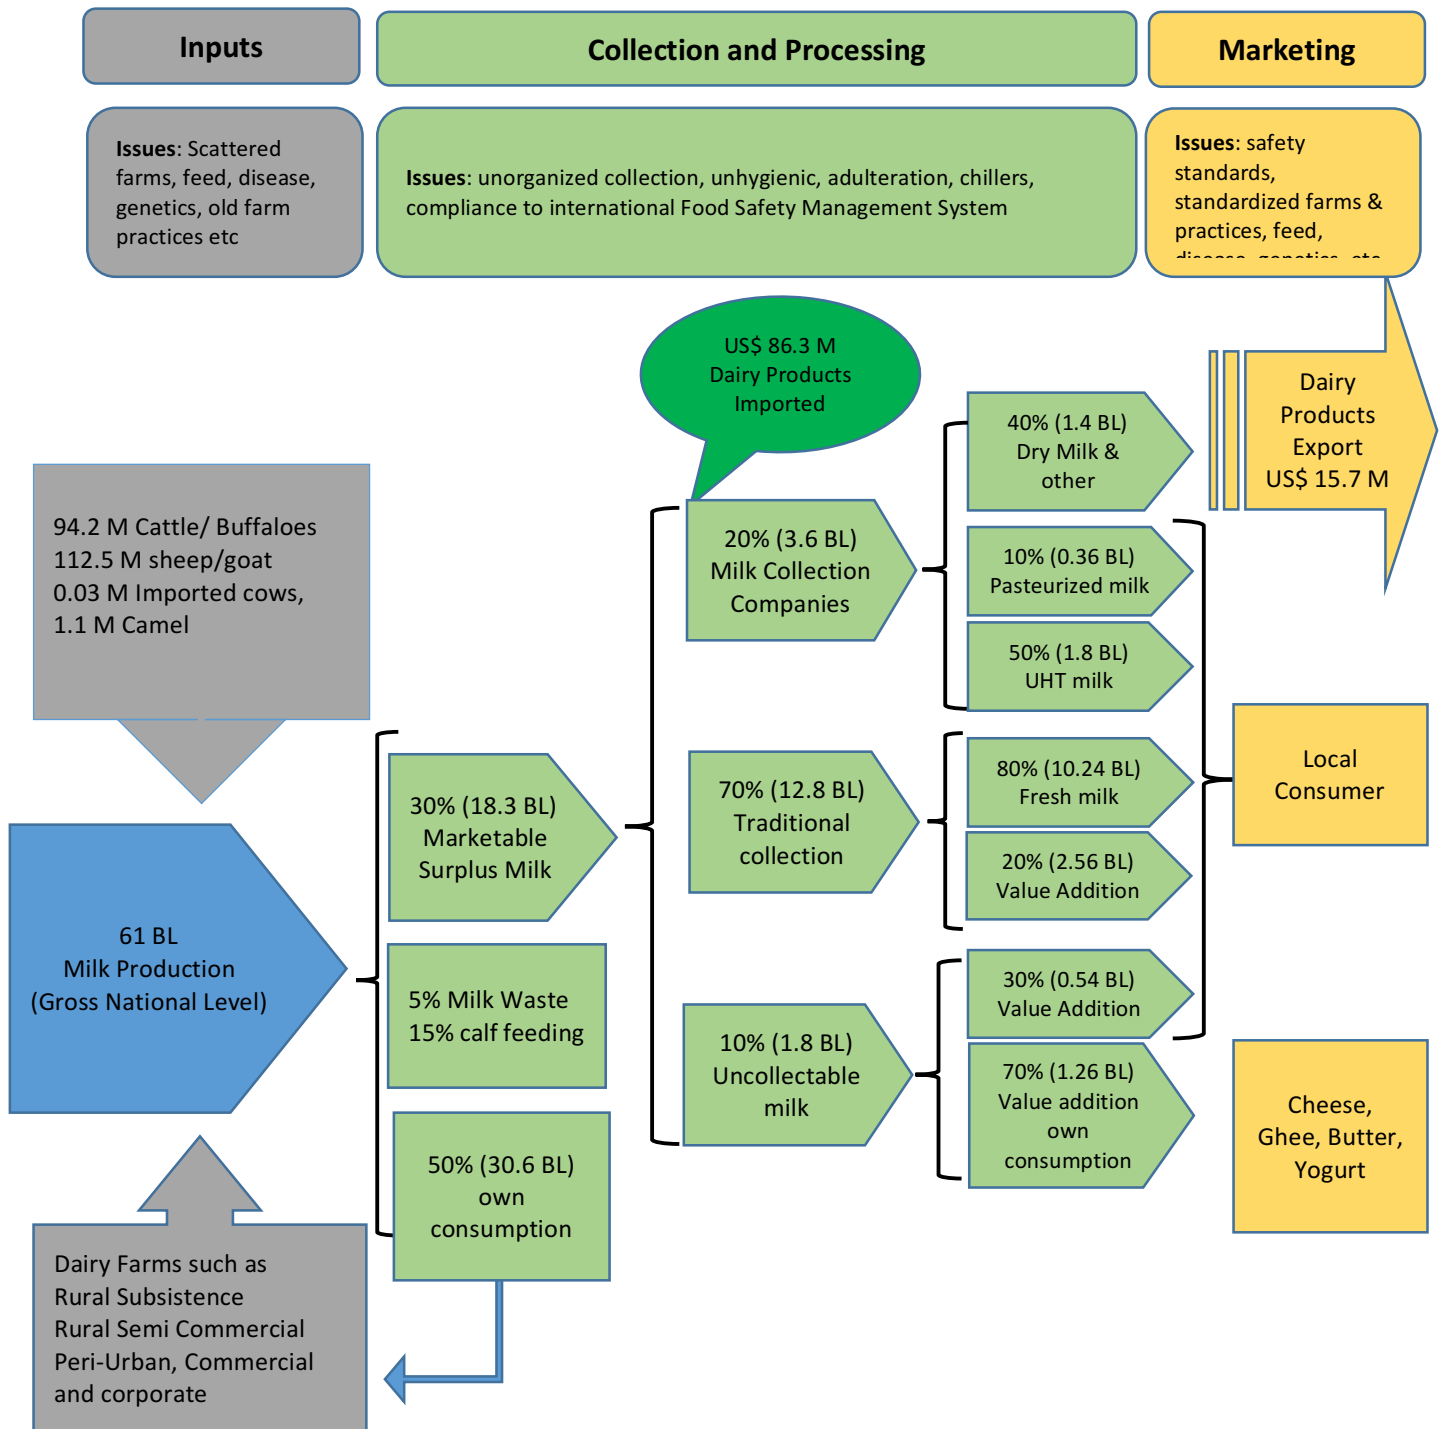 Inputs
Collection and Processing
Marketing
Issues: Scattered
farms, feed, disease,
genetics, old farm
practices etc
Issues: unorganized collection, unhygienic, adulteration, chillers,
compliance to international Food Safety Management System
Issues: safety
standards,
standardized farms &
practices, feed,
disease, genetics, etc
US$ 86.3 M
Dairy Products
Imported
Dairy
Products
Export
US$ 15.7 M
94.2 M Cattle/ Buffaloes
112.5 M sheep/goat
0.03 M Imported cows,
1.1 M Camel
61 BL
Milk Production
(Gross National Level)
Dairy Farms such as
Rural Subsistence
Rural Semi Commercial
Peri-Urban, Commercial
and corporate
30% (18.3 BL)
Marketable
Surplus Milk
5% Milk Waste
15% calf feeding
50% (30.6 BL)
own
consumption
20% (3.6 BL)
Milk Collection
Companies
70% (12.8 BL)
Traditional
collection
10% (1.8 BL)
Uncollectable
milk
40% (1.4 BL)
Dry Milk &
other
10% (0.36 BL)
Pasteurized milk
50% (1.8 BL)
UHT milk
80% (10.24 BL)
Fresh milk
20% (2.56 BL)
Value Addition
30% (0.54 BL)
Value Addition
70% (1.26 BL)
Value addition
own
consumption
Local
Consumer
Cheese,
Ghee, Butter,
Yogurt